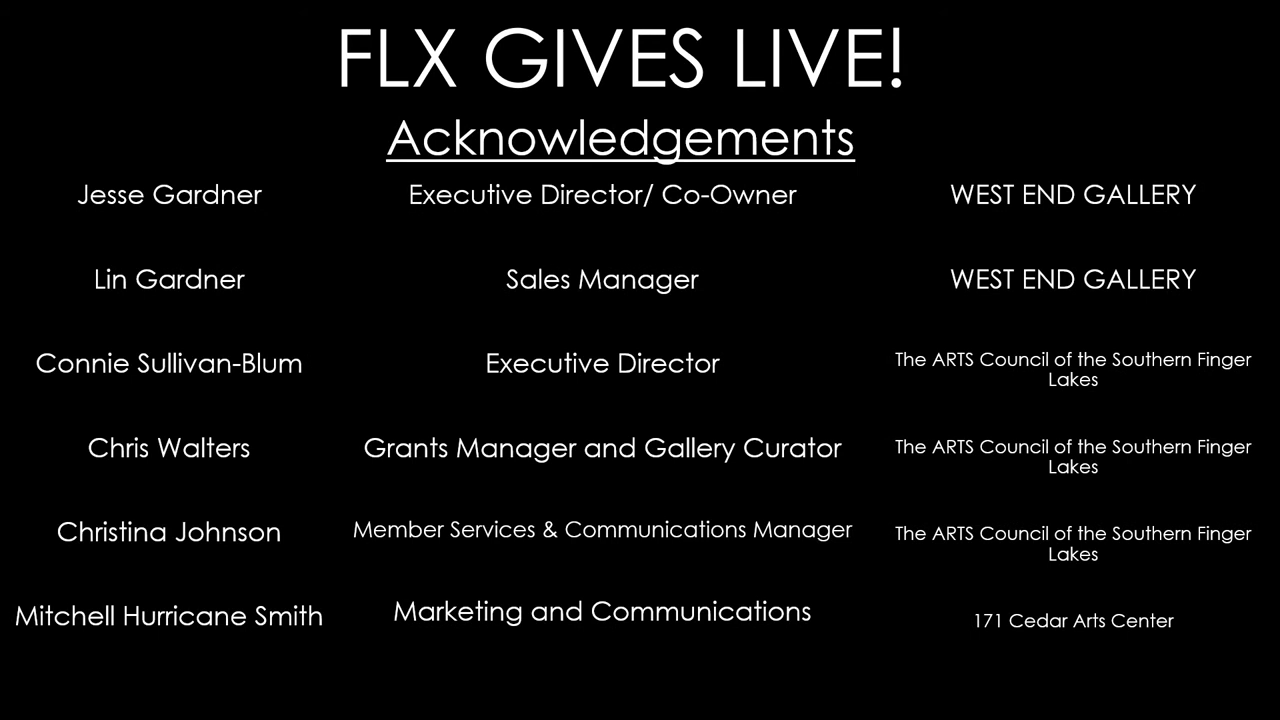 FLX GIVES LIVE!
Acknowledgements
Jesse Gardner Executive Director/ Co-Owner WEST END GALLERY
Lin Gardner Sales Manager WEST END GALLERY
Connie Sullivan-Blum Executive Director The ARTS Council of the Southern Finger
Lakes
Chris Walters Grants Manager and Gallery Curator The ARTS Council of the Southern Finger
Lakes
Christina Johnson Member Services & Communications Manager The ARTS Council of the Southern Finger
Lakes
Mitchell Hurricane Smith Marketing and Communications 171 Cedar Arts Center